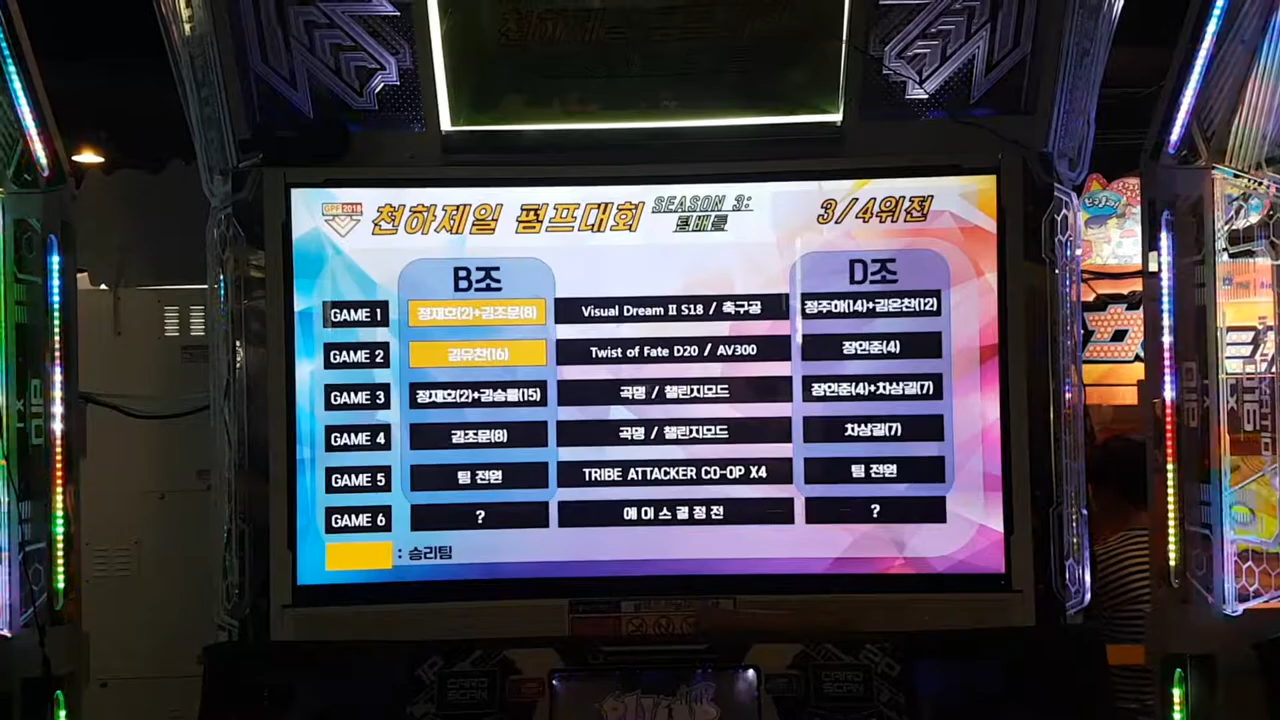 GPF 2018
천하제일 펌프대회
SEASON 3:
팀배틀
3/4위전
B조
D조
GAME 1 정재호(2)+김조문(8) Visual Dream II S18 / 축구공 정주하(14)+김은찬(12)
GAME 2 김유찬(16) Twist of Fate D20 / AV300 장인준(4)
GAME 3 정재호(2)+김승률(15) 곡명 / 챌린지모드 장인준(4)+차상길(7)
GAME 4 김조문(8) 곡명 / 챌린지모드 차상길(7)
GAME 5 팀 전원 TRIBE ATTACKER CO-OP X4 팀 전원
GAME 6 ? 에이스결정전 ?
: 승리팀
CARD SCAN
CARD SCAN